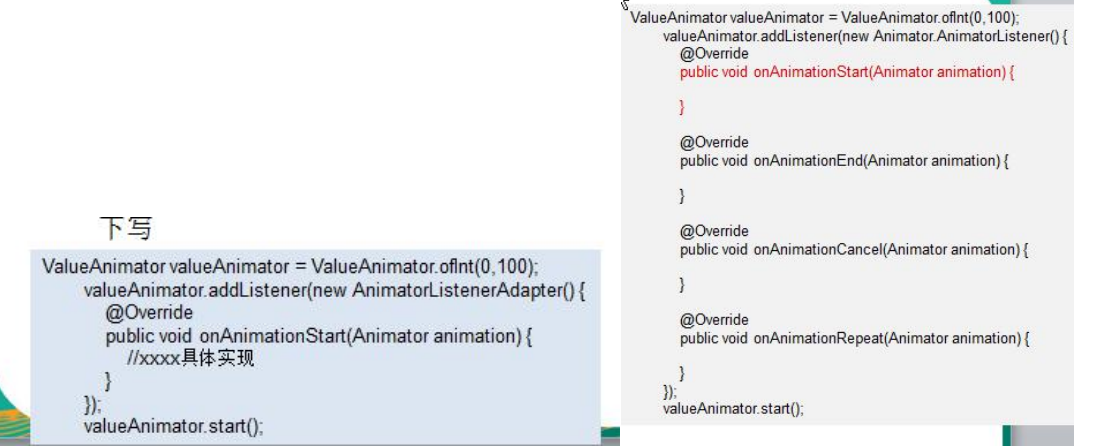 下写
ValueAnimator valueAnimator = ValueAnimator.ofInt(0,100);
valueAnimator.addListener(new AnimatorListenerAdapter() {
@Override
public void onAnimationStart(Animator animation) {
//xxxx具体实现
}
});
valueAnimator.start();
ValueAnimator valueAnimator = ValueAnimator.ofInt(0,100);
valueAnimator.addListener(new Animator.AnimatorListener() {
@Override
public void onAnimationStart(Animator animation) {
}
@Override
public void onAnimationEnd(Animator animation) {
}
@Override
public void onAnimationCancel(Animator animation) {
}
@Override
public void onAnimationRepeat(Animator animation) {
}
});
valueAnimator.start();